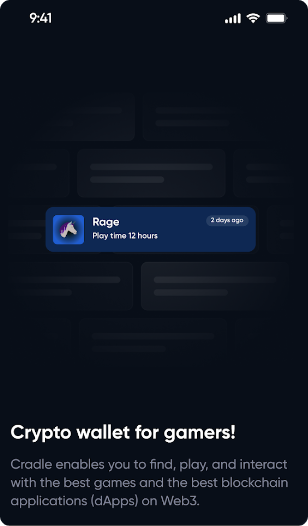 9:41
Rage
2 days ago
Play time 12 hours
Crypto wallet for gamers!
Cradle enables you to find, play, and interact
with the best games and the best blockchain
applications (dApps) on Web3.